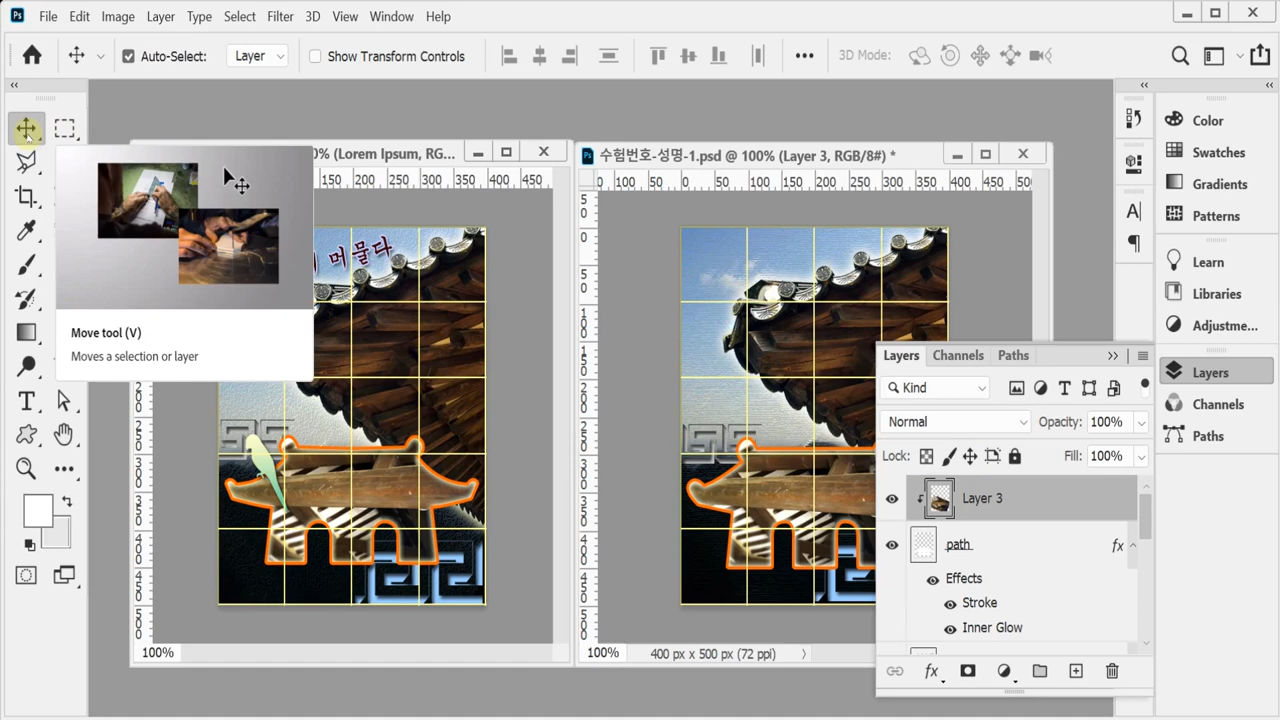 Ps File Edit Image Layer Type Select Filter 3D View Window Help
Auto-Select: Layer Show Transform Controls 3D Mode:
0% (Lorem Ipsum, RG...
수험번호-성명-1.psd @ 100% (Layer 3, RGB/8#) *
150 200 250 300 350 400 450
0 100 50 0 50 100 150 200 250 300 350 400 450 50
머물다
Move tool (V)
Moves a selection or layer
100%
100% 400 px x 500 px (72 ppi)
Color
Swatches
Gradients
Patterns
Learn
Libraries
Adjustme...
Layers
Channels
Paths
Layers Channels Paths
Kind
Normal Opacity: 100%
Lock: Fill: 100%
Layer 3
path fx
Effects
Stroke
Inner Glow
fx